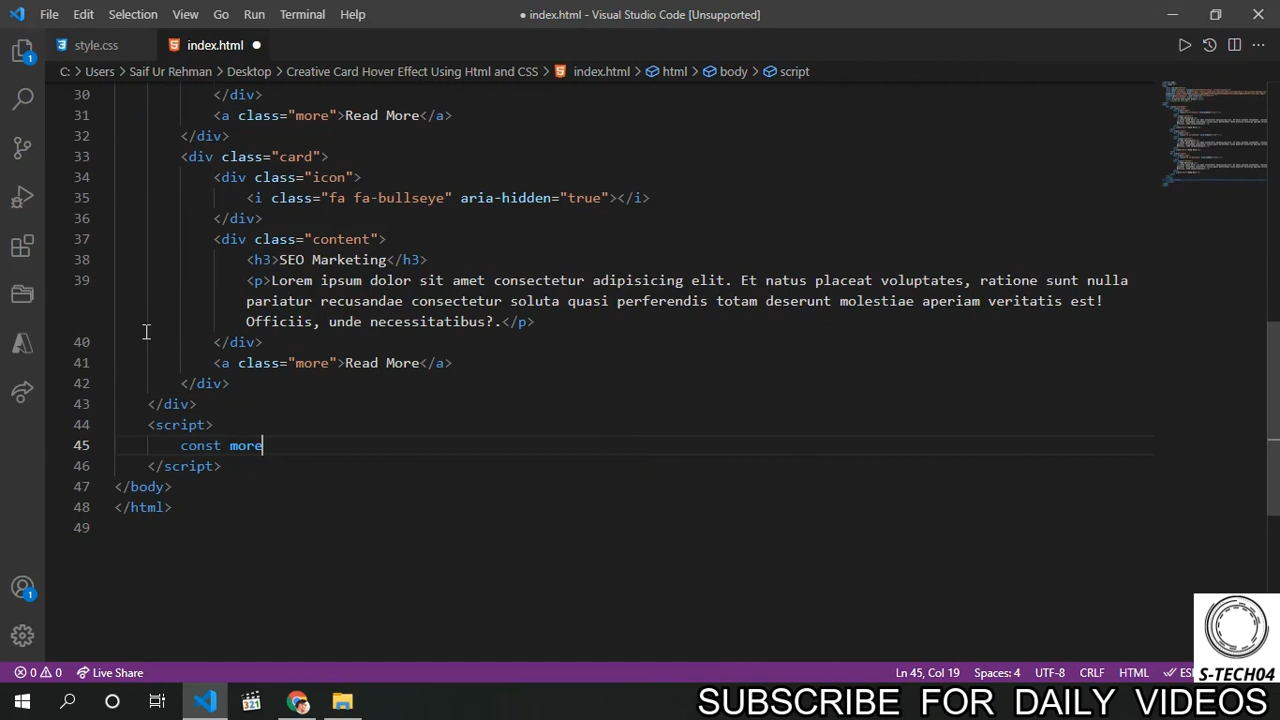 File Edit Selection View Go Run Terminal Help
● index.html - Visual Studio Code [Unsupported]
style.css index.html
C: > Users > Saif Ur Rehman > Desktop > Creative Card Hover Effect Using Html and CSS > index.html > html > body > script
30 </div>
31 <a class="more">Read More</a>
32 </div>
33 <div class="card">
34 <div class="icon">
35 <i class="fa fa-bullseye" aria-hidden="true"></i>
36 </div>
37 <div class="content">
38 <h3>SEO Marketing</h3>
39 <p>Lorem ipsum dolor sit amet consectetur adipisicing elit. Et natus placeat voluptates, ratione sunt nulla
pariatur recusandae consectetur soluta quasi perferendis totam deserunt molestiae aperiam veritatis est!
Officiis, unde necessitatibus?.</p>
40 </div>
41 <a class="more">Read More</a>
42 </div>
43 </div>
44 <script>
45 const more
46 </script>
47 </body>
48 </html>
49
1
1
0 0 Live Share
Ln 45, Col 19 Spaces: 4 UTF-8 CRLF HTML
S-TECH04
321
SUBSCRIBE FOR DAILY VIDEOS